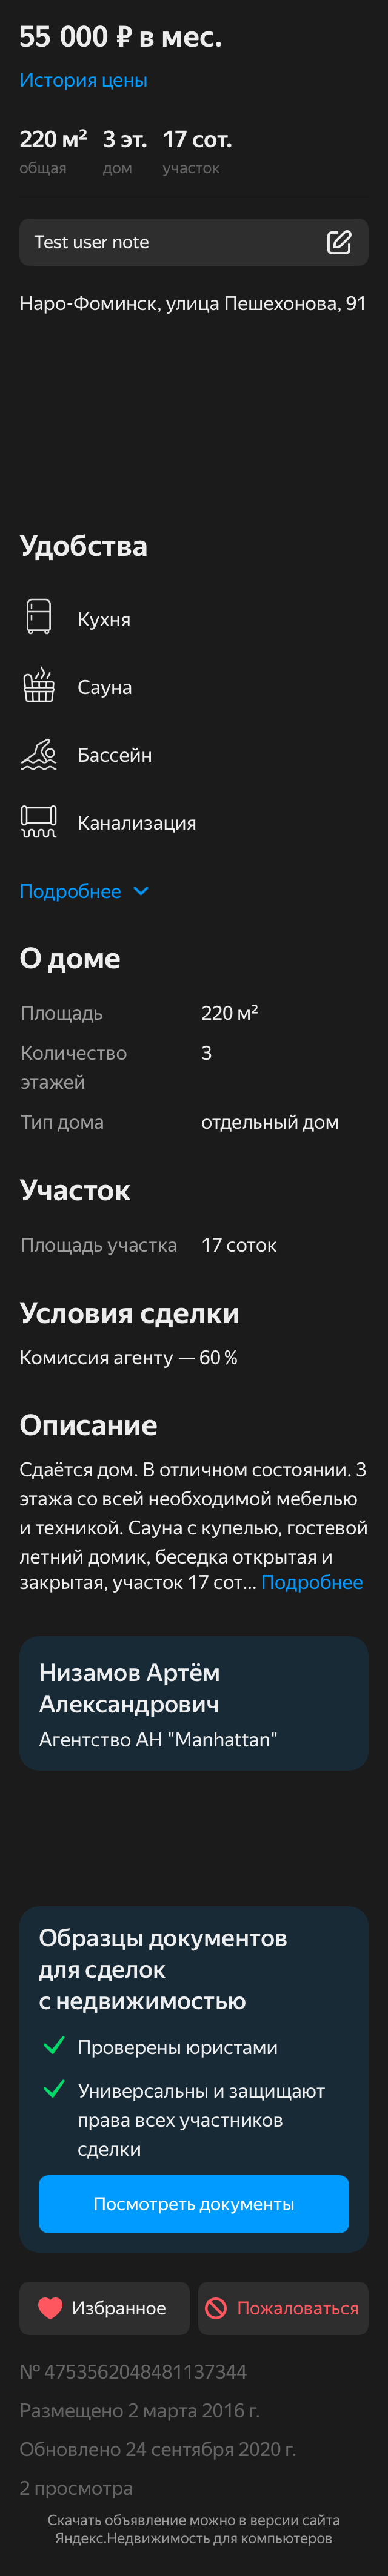 55 000 ₽ в мес.
История цены
220 м² 3 эт. 17 сот.
общая дом участок
Test user note
Наро-Фоминск, улица Пешехонова, 91
Удобства
Кухня
Сауна
Бассейн
Канализация
Подробнее
О доме
Площадь 220 м²
Количество 3
этажей
Тип дома отдельный дом
Участок
Площадь участка 17 соток
Условия сделки
Комиссия агенту — 60 %
Описание
Сдаётся дом. В отличном состоянии. 3
этажа со всей необходимой мебелью
и техникой. Сауна с купелью, гостевой
летний домик, беседка открытая и
закрытая, участок 17 сот... Подробнее
Низамов Артём
Александрович
Агентство АН "Manhattan"
Образцы документов
для сделок
с недвижимостью
Проверены юристами
Универсальны и защищают
права всех участников
сделки
Посмотреть документы
Избранное Пожаловаться
№ 4753562048481137344
Размещено 2 марта 2016 г.
Обновлено 24 сентября 2020 г.
2 просмотра
Скачать объявление можно в версии сайта
Яндекс.Недвижимость для компьютеров